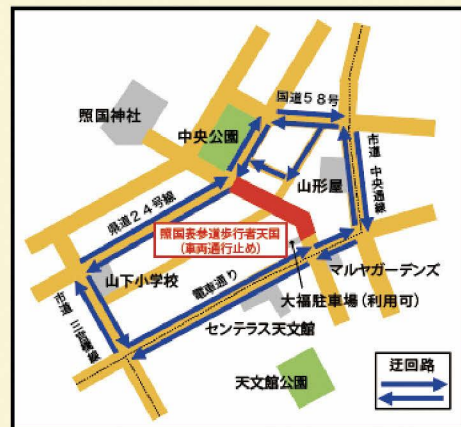 国道58号
照国神社
中央公園
市道 中央通線
山形屋
県道24号線
照国表参道歩行者天国
(車両通行止め)
山下小学校
電車通り
マルヤガーデンズ
大福駐車場(利用可)
市道 三官橋線
センテラス天文館
天文館公園
迂回路